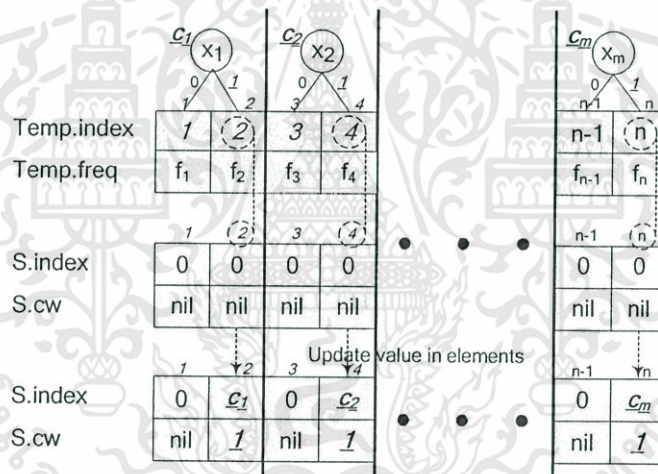 c1 x1 c2 x2 cm xm
0 1 0 1 0 1
1 2 3 4 n-1 n
Temp.index 1 2 3 4 n-1 n
Temp.freq f1 f2 f3 f4 fn-1 fn
1 2 3 4 n-1 n
S.index 0 0 0 0 0 0
S.cw nil nil nil nil nil nil
Update value in elements
1 2 3 4 n-1 n
S.index 0 c1 0 c2 0 cm
S.cw nil 1 nil 1 nil 1